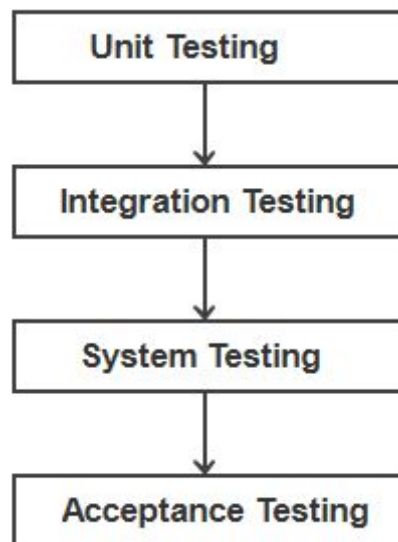 Unit Testing
Integration Testing
System Testing
Acceptance Testing